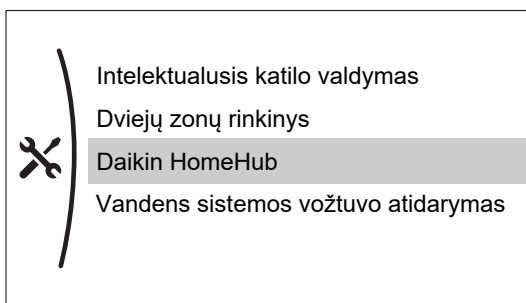 Intelektualusis katilo valdymas
Dviejų zonų rinkinys
Daikin HomeHub
Vandens sistemos vožtuvo atidarymas